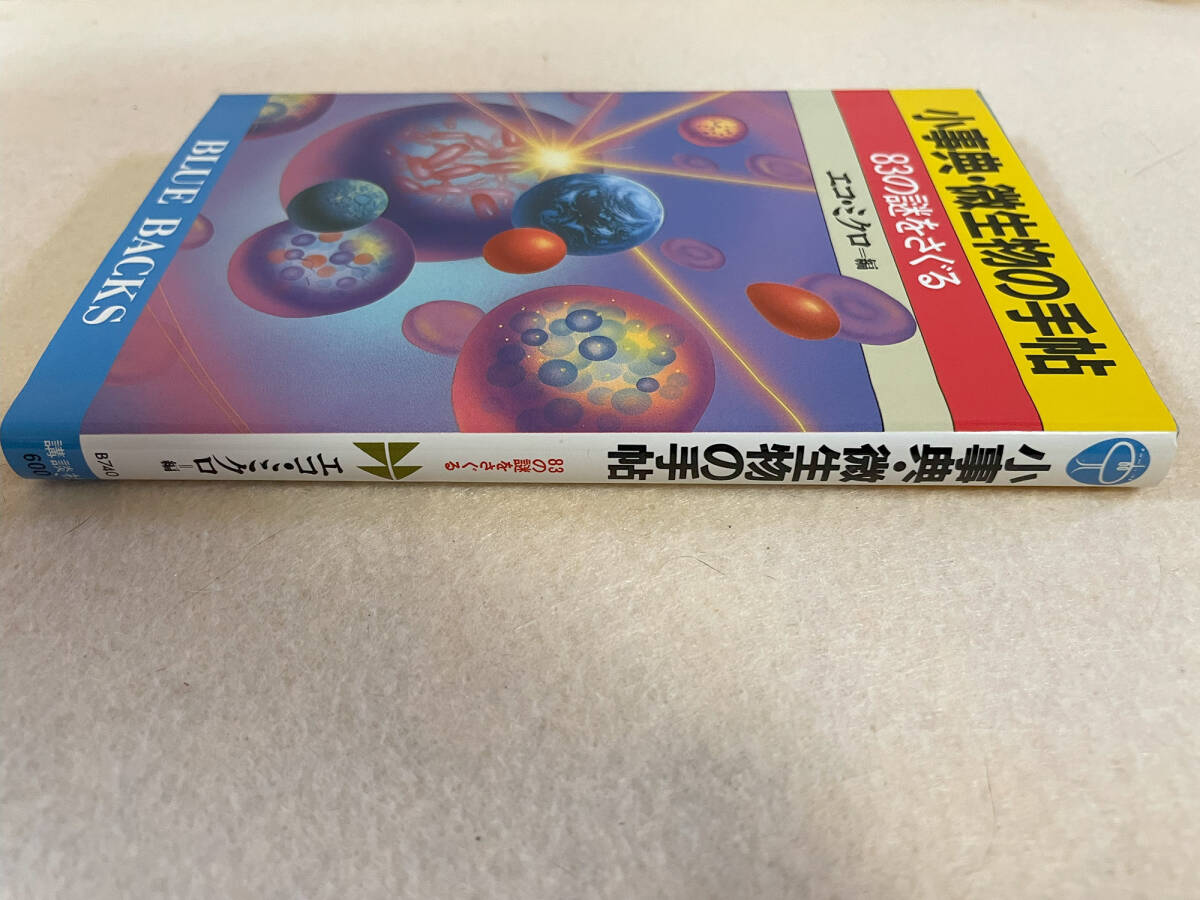 小事典・微生物の手帖
83の謎をさぐる
エコ・ミクロ=編
BLUE BACKS
小事典・微生物の手帖
83の謎をさぐる
エコ・ミクロ=編
B740
講談社
600